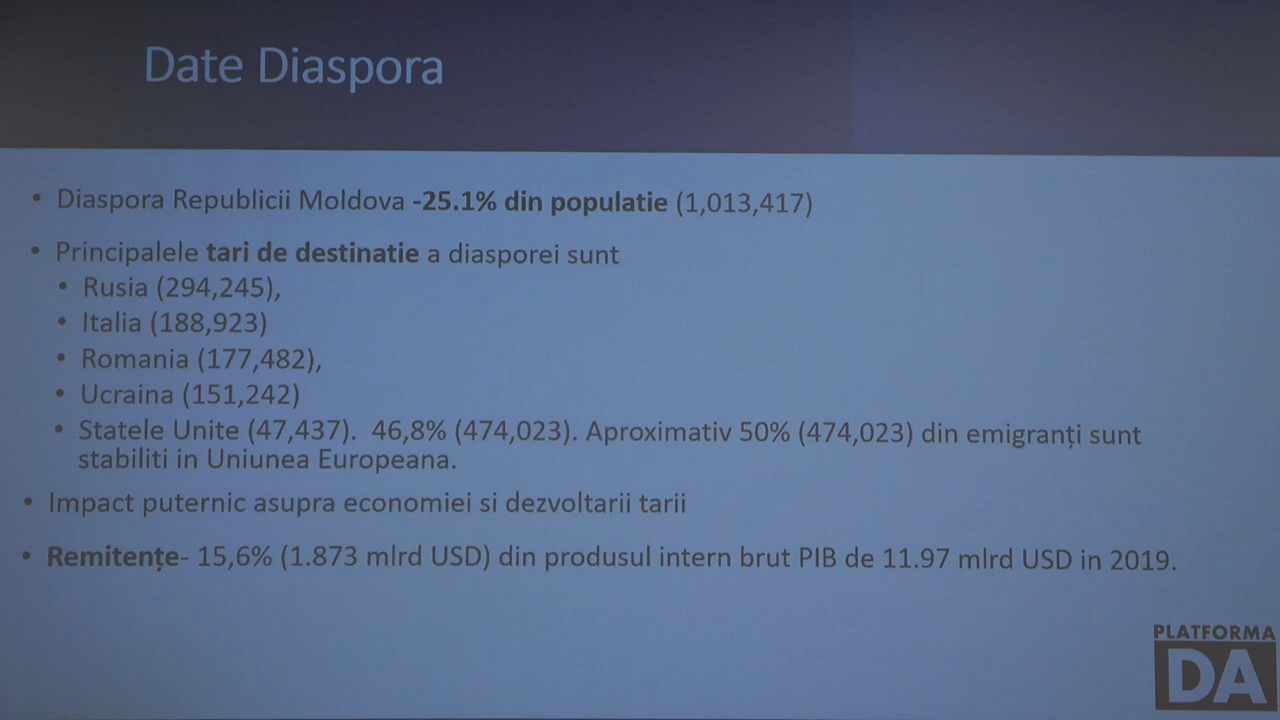 Date Diaspora
• Diaspora Republicii Moldova -25.1% din populatie (1,013,417)
• Principalele tari de destinatie a diasporei sunt
• Rusia (294,245),
• Italia (188,923)
• Romania (177,482),
• Ucraina (151,242)
• Statele Unite (47,437). 46,8% (474,023). Aproximativ 50% (474,023) din emigranți sunt
stabiliti in Uniunea Europeana.
• Impact puternic asupra economiei si dezvoltarii tarii
• Remitențe- 15,6% (1.873 mlrd USD) din produsul intern brut PIB de 11.97 mlrd USD in 2019.
PLATFORMA
DA